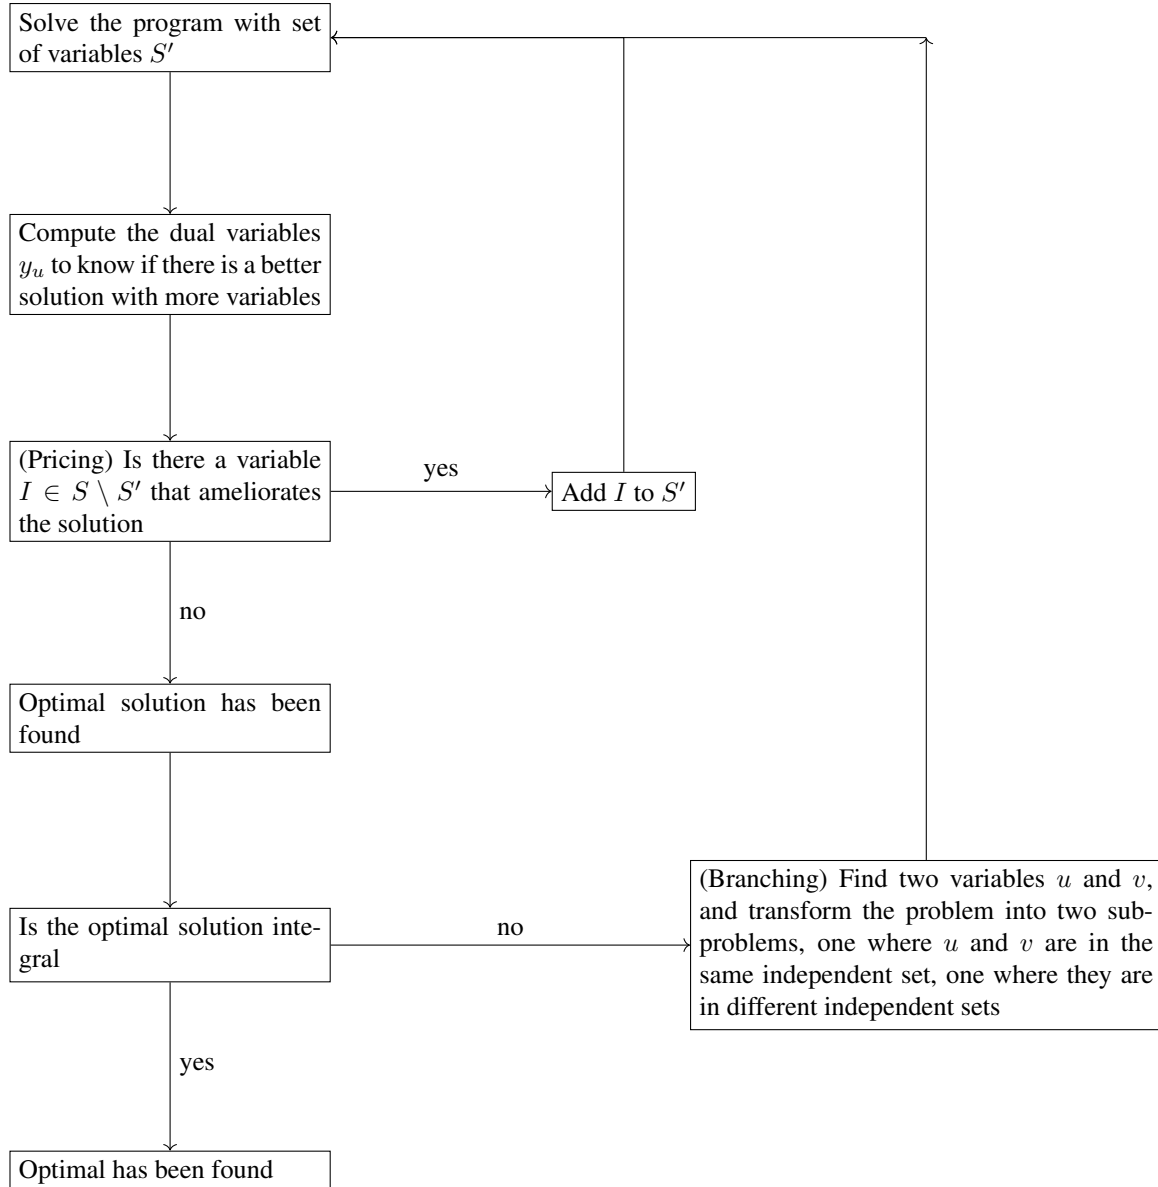 Solve the program with set
of variables S′
Compute the dual variables
y_u to know if there is a better
solution with more variables
(Pricing) Is there a variable
I ∈ S \ S′ that ameliorates
the solution
yes
Add I to S′
no
Optimal solution has been
found
Is the optimal solution inte-
gral
no
(Branching) Find two variables u and v,
and transform the problem into two sub-
problems, one where u and v are in the
same independent set, one where they are
in different independent sets
yes
Optimal has been found